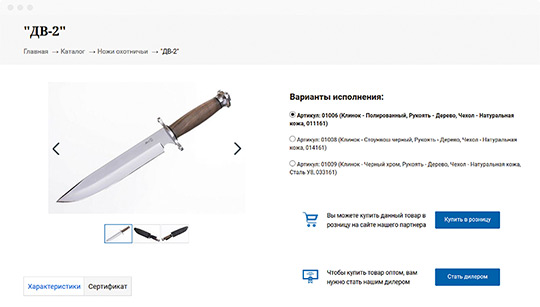 "ДВ-2"
Главная → Каталог → Ножи охотничьи → "ДВ-2"
Варианты исполнения:
Артикул: 01006 (Клинок - Полированный, Рукоять - Дерево, Чехол - Натуральная
кожа, 011161)
Артикул: 01008 (Клинок - Стоунвош черный, Рукоять - Дерево, Чехол - Натуральная
кожа, 014161)
Артикул: 01009 (Клинок - Черный хром, Рукоять - Дерево, Чехол - Натуральная кожа,
Сталь У8, 033161)
Вы можете купить данный товар в
розницу на сайте нашего партнера
Купить в розницу
Чтобы купить товар оптом, вам
нужно стать нашим дилером
Стать дилером
Характеристики
Сертификат